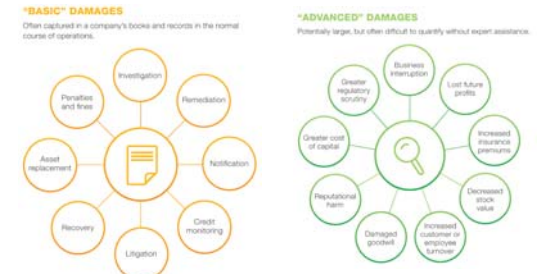 "BASIC" DAMAGES
Often captured in a company's books and records in the normal
course of operations.
Investigation
Remediation
Notification
Credit
monitoring
Litigation
Recovery
Asset
replacement
Penalties
and fines
"ADVANCED" DAMAGES
Potentially larger, but often difficult to quantify without expert assistance.
Business
interruption
Lost future
profits
Increased
insurance
premiums
Decreased
stock
value
Increased
customer or
employee
turnover
Damaged
goodwill
Reputational
harm
Greater cost
of capital
Greater
regulatory
scrutiny